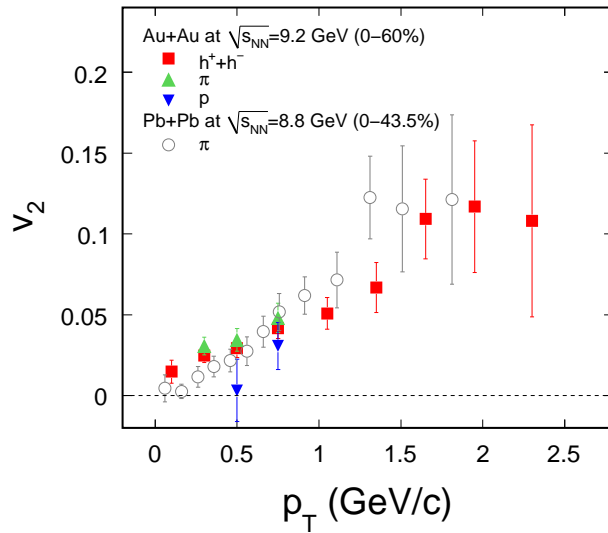 Au+Au at √sNN=9.2 GeV (0−60%)
h⁺+h⁻
π
p
Pb+Pb at √sNN=8.8 GeV (0−43.5%)
π
0.2
0.15
0.1
0.05
0
v₂
0 0.5 1 1.5 2 2.5
p_T (GeV/c)